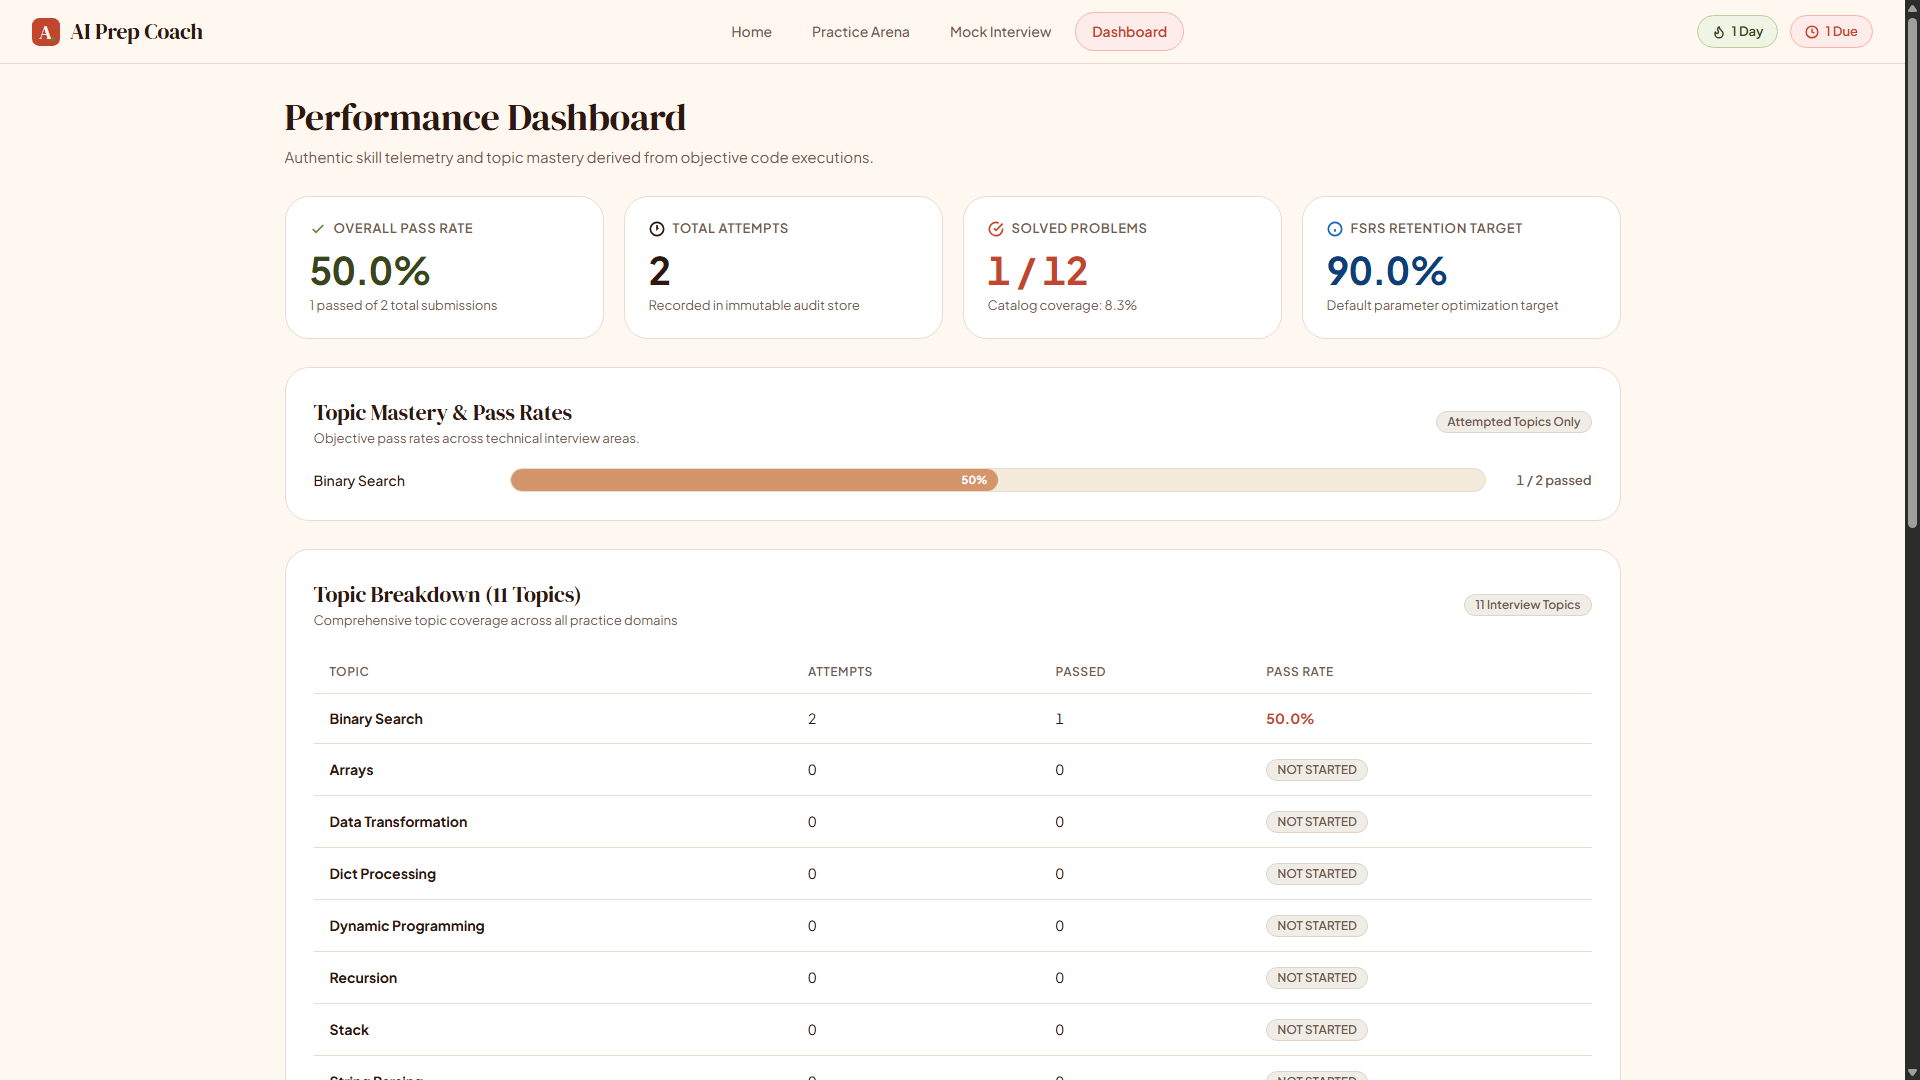 A AI Prep Coach
Home Practice Arena Mock Interview Dashboard
1 Day 1 Due
Performance Dashboard
Authentic skill telemetry and topic mastery derived from objective code executions.
OVERALL PASS RATE
50.0%
1 passed of 2 total submissions
TOTAL ATTEMPTS
2
Recorded in immutable audit store
SOLVED PROBLEMS
1 / 12
Catalog coverage: 8.3%
FSRS RETENTION TARGET
90.0%
Default parameter optimization target
Topic Mastery & Pass Rates
Objective pass rates across technical interview areas.
Attempted Topics Only
Binary Search 50% 1 / 2 passed
Topic Breakdown (11 Topics)
Comprehensive topic coverage across all practice domains
11 Interview Topics
TOPIC ATTEMPTS PASSED PASS RATE
Binary Search 2 1 50.0%
Arrays 0 0 NOT STARTED
Data Transformation 0 0 NOT STARTED
Dict Processing 0 0 NOT STARTED
Dynamic Programming 0 0 NOT STARTED
Recursion 0 0 NOT STARTED
Stack 0 0 NOT STARTED